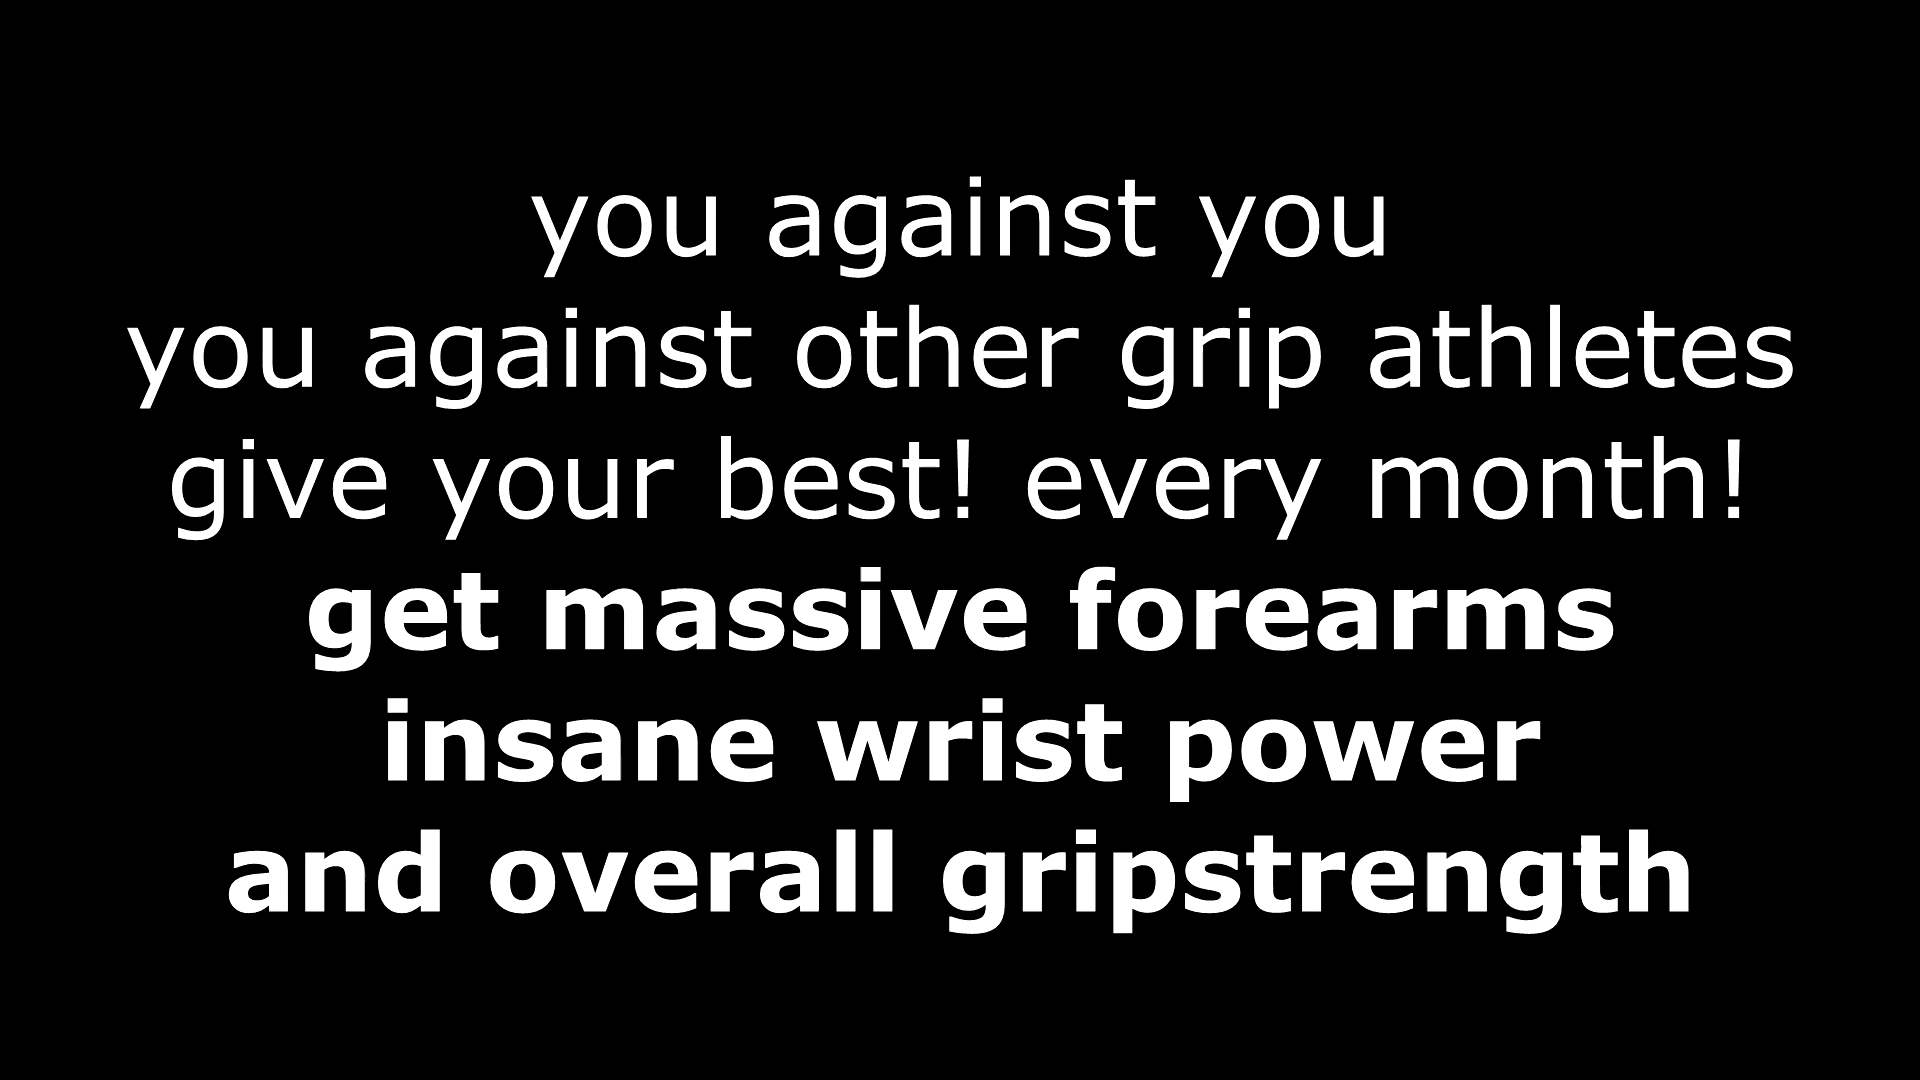 you against you
you against other grip athletes
give your best! every month!
get massive forearms
insane wrist power
and overall gripstrength